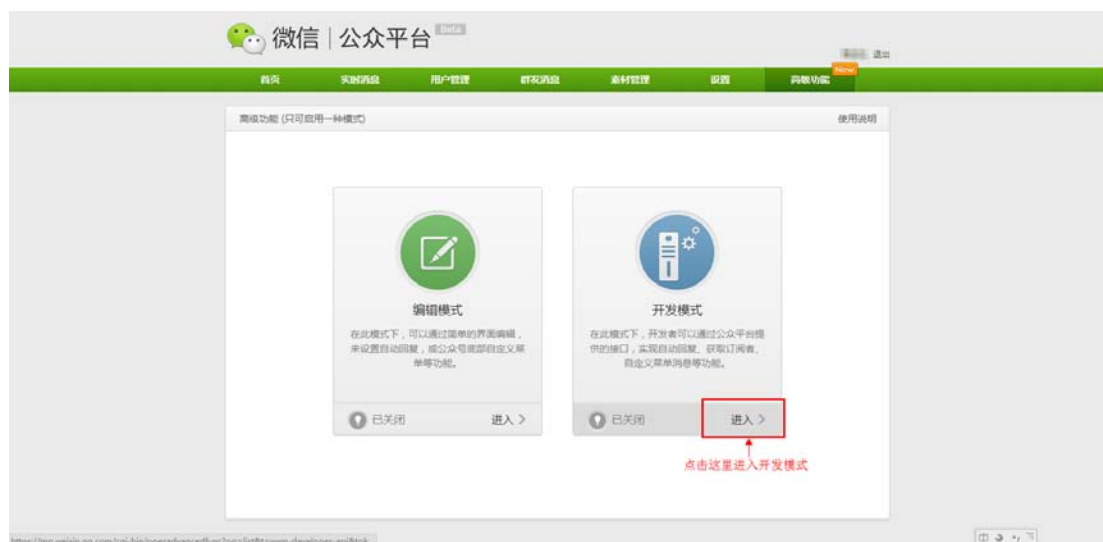 微信 | 公众平台 Beta
退出
首页 实时消息 用户管理 群发消息 素材管理 设置 高级功能 New
高级功能 (只可启用一种模式) 使用说明
编辑模式
在此模式下，可以通过简单的界面编辑，
来设置自动回复，或公众号底部自定义菜
单等功能。
已关闭 进入 >
开发模式
在此模式下，开发者可以通过公众平台提
供的接口，实现自动回复、获取订阅者、
自定义菜单消息等功能。
已关闭 进入 >
点击这里进入开发模式